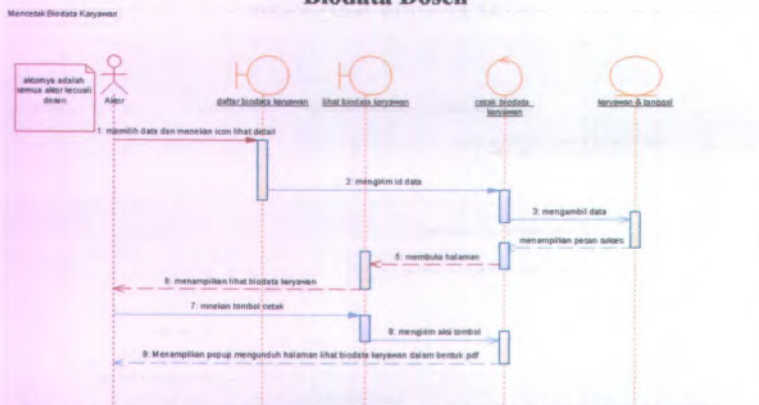 Biodata Dosen
Mencetak Biodata Karyawan
aktornya adalah
semua aktor kecuali
dosen
Aktor
daftar biodata karyawan
lihat biodata karyawan
cetak biodata
karyawan
karyawan & tanggal
1: memilih data dan menekan icon lihat detail
2: mengirim id data
3: mengambil data
menampilkan pesan sukses
5: membuka halaman
6: menampilkan lihat biodata karyawan
7: mnekan tombol cetak
8: mengirim aksi tombol
9: Menampilkan popup mengunduh halaman lihat biodata karyawan dalam bentuk pdf